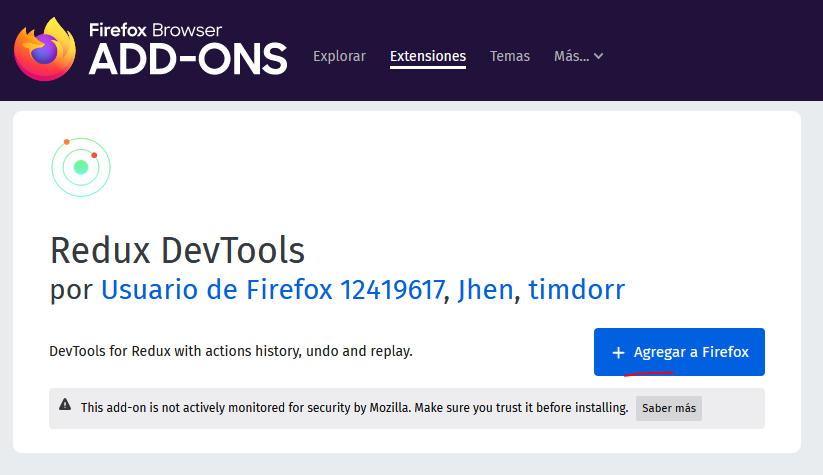 Firefox Browser
ADD-ONS
Explorar Extensiones Temas Más...
Redux DevTools
por Usuario de Firefox 12419617, Jhen, timdorr
DevTools for Redux with actions history, undo and replay.
+ Agregar a Firefox
This add-on is not actively monitored for security by Mozilla. Make sure you trust it before installing. Saber más